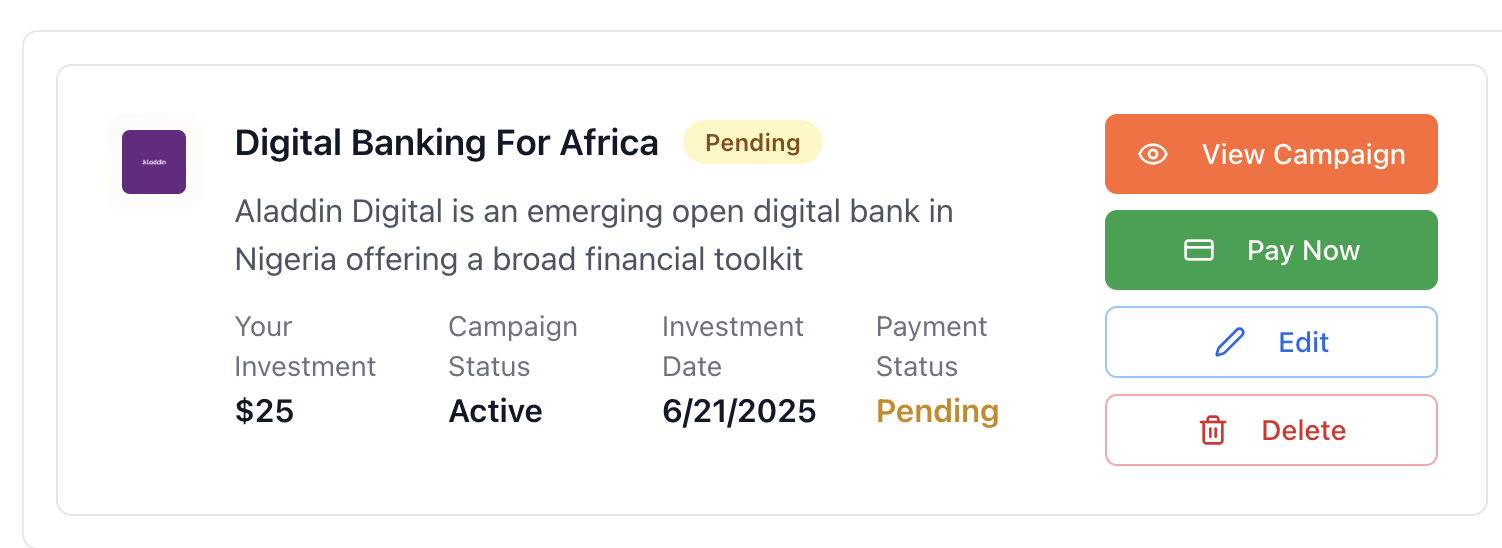 Aladdin
Digital Banking For Africa
Pending
Aladdin Digital is an emerging open digital bank in
Nigeria offering a broad financial toolkit
Your
Investment
$25
Campaign
Status
Active
Investment
Date
6/21/2025
Payment
Status
Pending
View Campaign
Pay Now
Edit
Delete